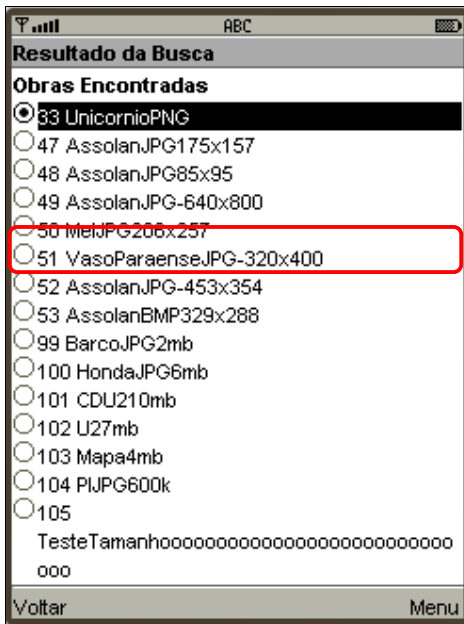 ABC
Resultado da Busca
Obras Encontradas
33 UnicornioPNG
47 AssolanJPG175x157
48 AssolanJPG85x95
49 AssolanJPG-640x800
50 MelJPG206x257
51 VasoParaenseJPG-320x400
52 AssolanJPG-453x354
53 AssolanBMP329x288
99 BarcoJPG2mb
100 HondaJPG6mb
101 CDU210mb
102 U27mb
103 Mapa4mb
104 PIJPG600k
105
TesteTamanhooooooooooooooooooooooooooo
ooo
Voltar Menu